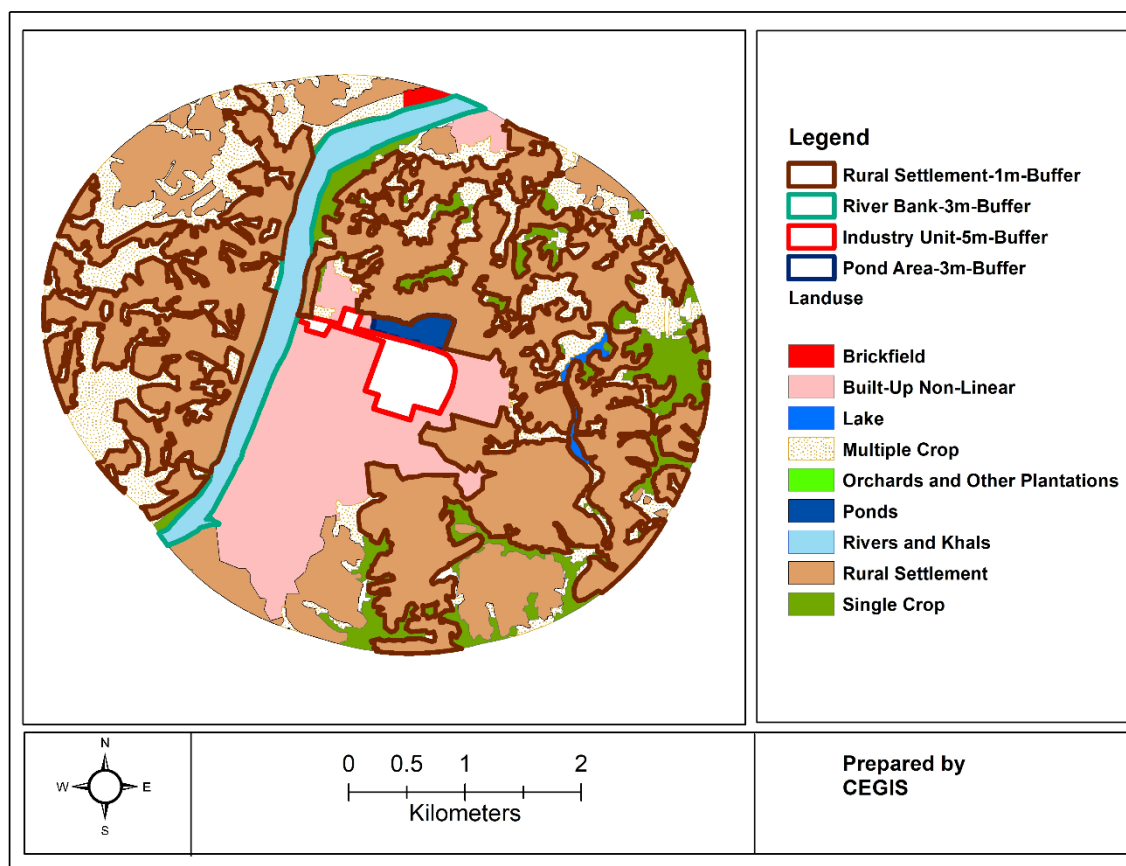 Legend
Rural Settlement-1m-Buffer
River Bank-3m-Buffer
Industry Unit-5m-Buffer
Pond Area-3m-Buffer
Landuse
Brickfield
Built-Up Non-Linear
Lake
Multiple Crop
Orchards and Other Plantations
Ponds
Rivers and Khals
Rural Settlement
Single Crop
N
W E
S
0 0.5 1 2
Kilometers
Prepared by
CEGIS